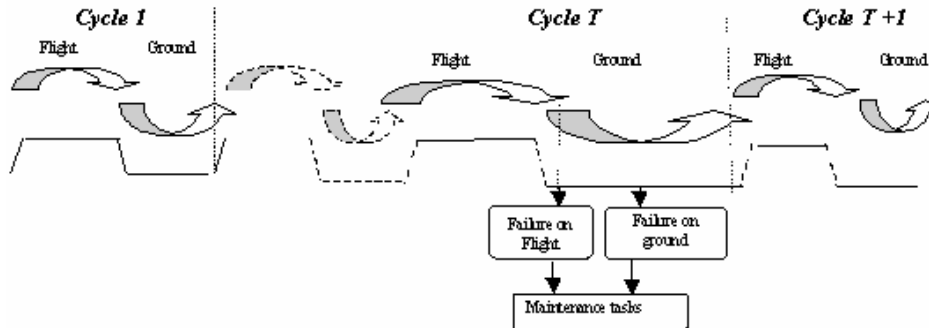 Cycle 1
Cycle T
Cycle T +1
Flight
Ground
Flight
Ground
Flight
Ground
Failure on
Flight
Failure on
ground
Maintenance tasks